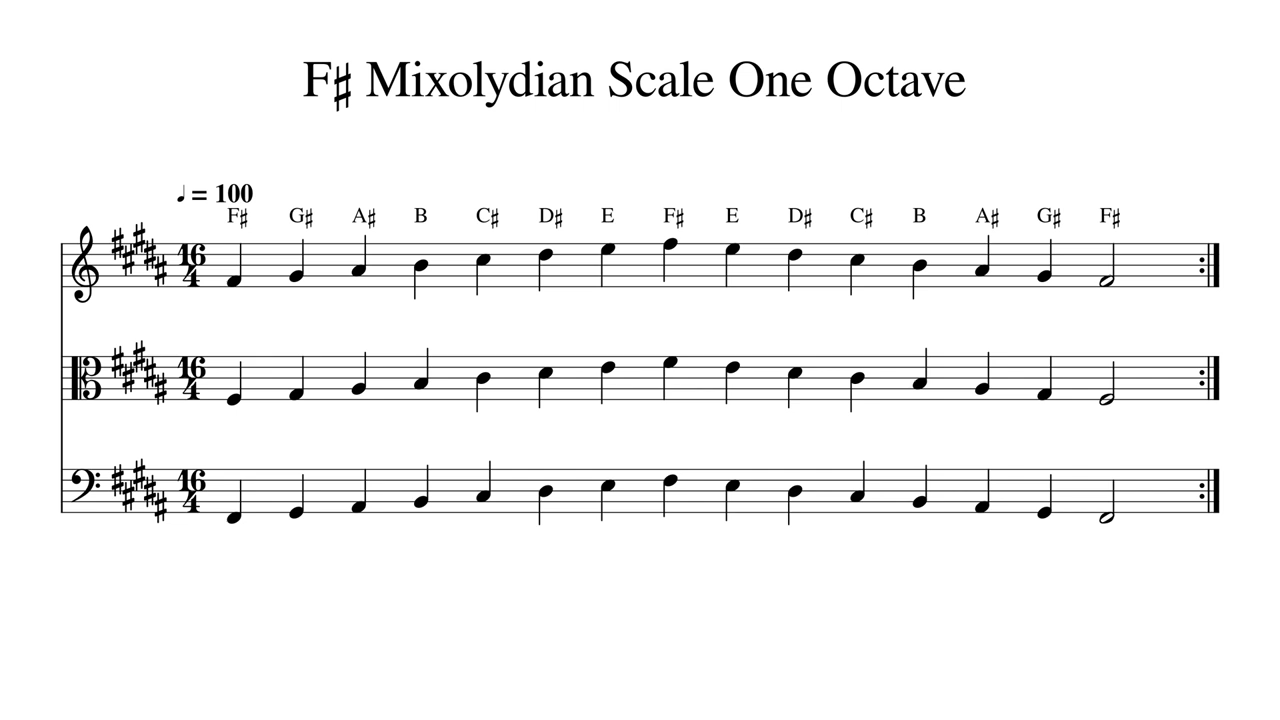 F♯ Mixolydian Scale One Octave
♩ = 100
F♯ G♯ A♯ B C♯ D♯ E F♯ E D♯ C♯ B A♯ G♯ F♯
16
4
16
4
16
4